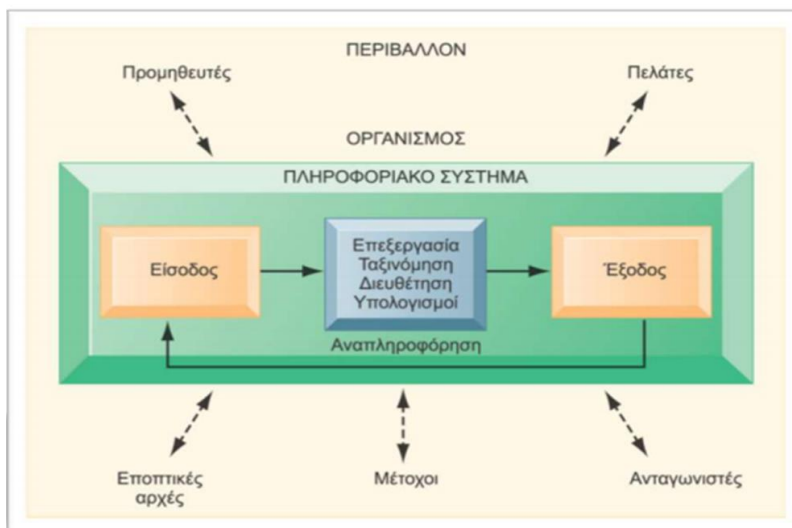 ΠΕΡΙΒΑΛΛΟΝ
Προμηθευτές
Πελάτες
ΟΡΓΑΝΙΣΜΟΣ
ΠΛΗΡΟΦΟΡΙΑΚΟ ΣΥΣΤΗΜΑ
Είσοδος
Επεξεργασία
Ταξινόμηση
Διευθέτηση
Υπολογισμοί
Έξοδος
Αναπληροφόρηση
Εποπτικές
αρχές
Μέτοχοι
Ανταγωνιστές